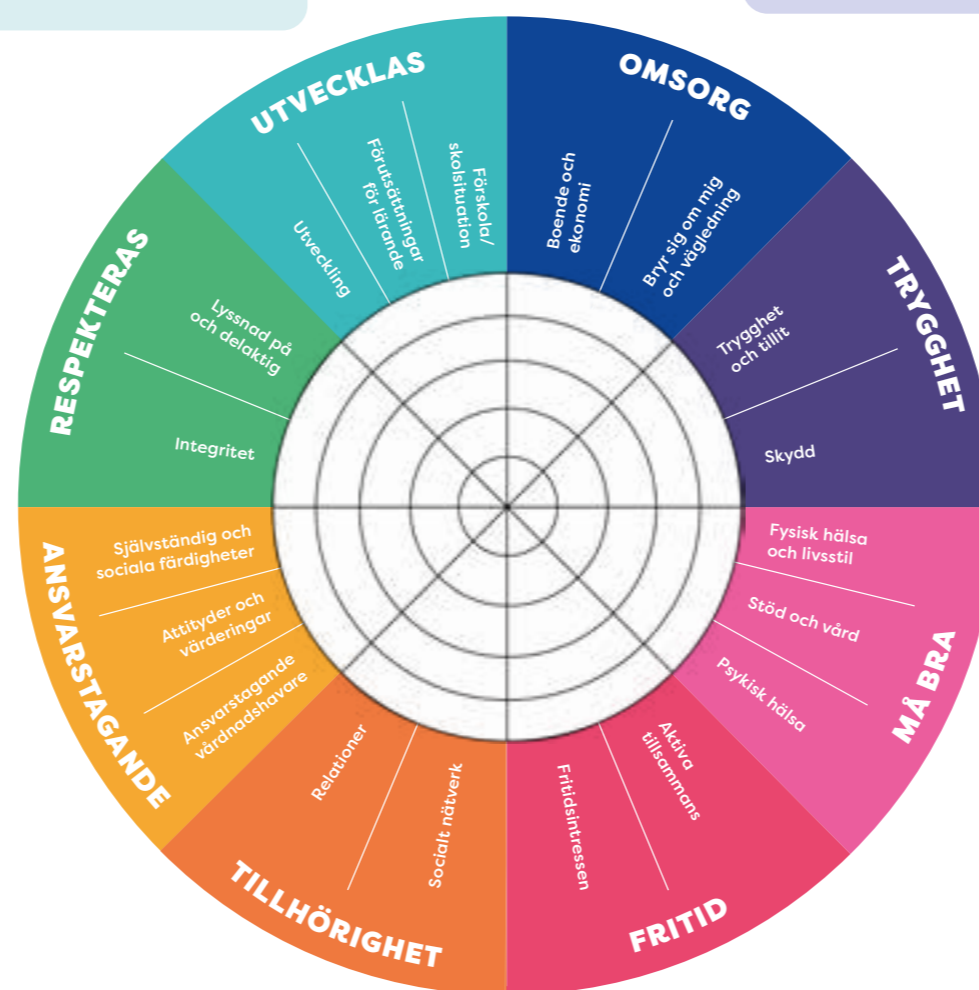 OMSORG
Boende och
ekonomi
Bryr sig om mig
och vägledning
TRYGGHET
Trygghet
och tillit
Skydd
MÅ BRA
Fysisk hälsa
och livsstil
Stöd och vård
Psykisk hälsa
FRITID
Aktiva
tillsammans
Fritidsintressen
TILLHÖRIGHET
Socialt nätverk
Relationer
ANSVARSTAGANDE
Ansvarstagande
vårdnadshavare
Attityder och
värderingar
Självständig och
sociala färdigheter
RESPEKTERAS
Integritet
Lyssnad på
och delaktig
UTVECKLAS
Utveckling
Förutsättningar
för lärande
Förskola/
skolsituation